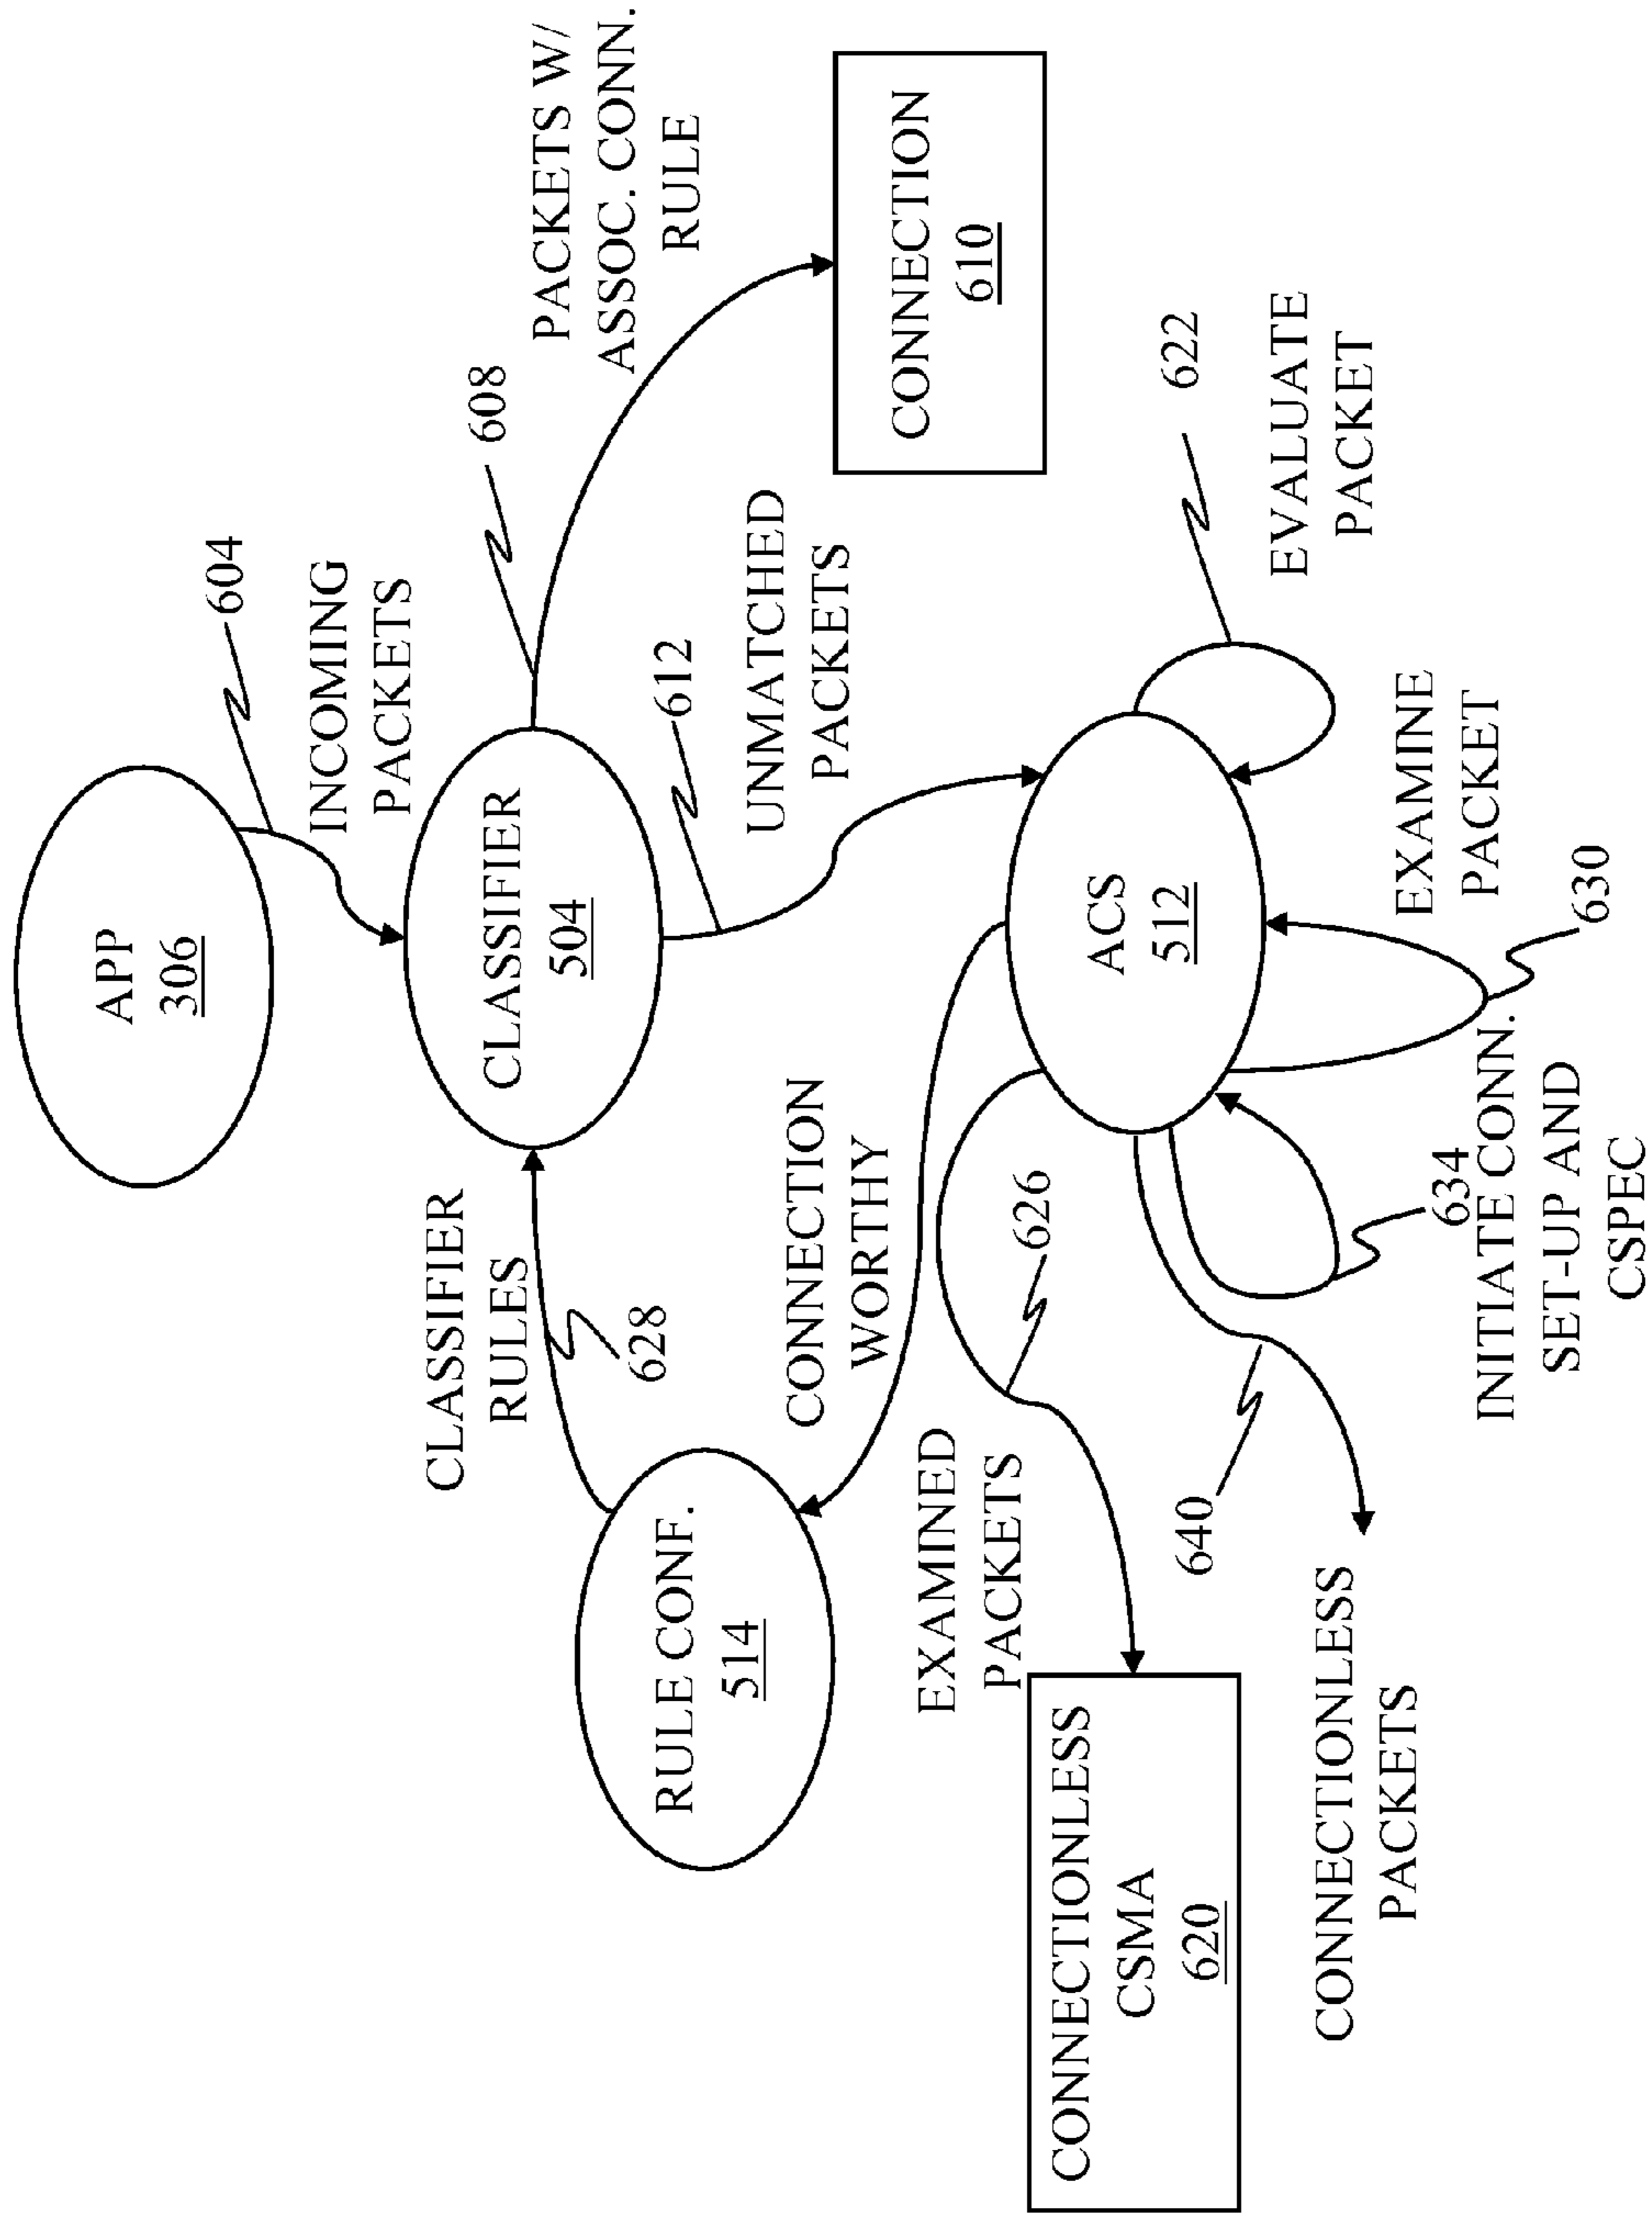 APP
306
604
INCOMING
PACKETS
CLASSIFIER
504
608
PACKETS W/
ASSOC. CONN.
RULE
CONNECTION
610
612
UNMATCHED
PACKETS
CLASSIFIER
RULES
628
RULE CONF.
514
CONNECTION
WORTHY
ACS
512
622
EVALUATE
PACKET
EXAMINE
PACKET
630
626
EXAMINED
PACKETS
634
INITIATE CONN.
SET-UP AND
CSPEC
640
CONNECTIONLESS
CSMA
620
CONNECTIONLESS
PACKETS